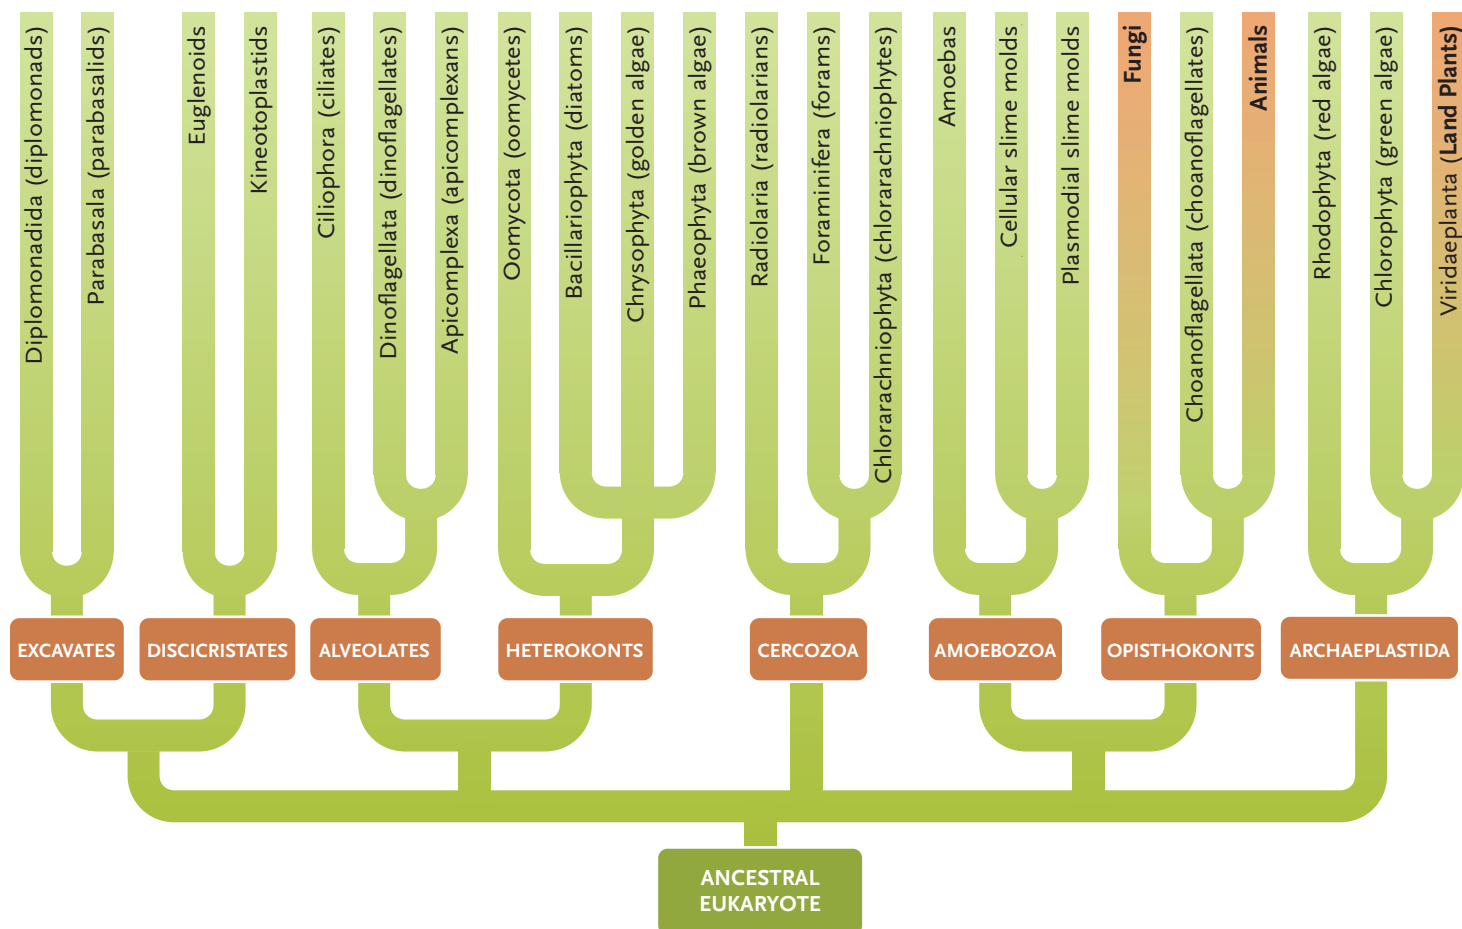 Diplomonadida (diplomonads)
Parabasala (parabasalids)
Euglenoids
Kineotoplastids
Ciliophora (ciliates)
Dinoflagellata (dinoflagellates)
Apicomplexa (apicomplexans)
Oomycota (oomycetes)
Bacillariophyta (diatoms)
Chrysophyta (golden algae)
Phaeophyta (brown algae)
Radiolaria (radiolarians)
Foraminifera (forams)
Chlorarachniophyta (chlorarachniophytes)
Amoebas
Cellular slime molds
Plasmodial slime molds
Fungi
Choanoflagellata (choanoflagellates)
Animals
Rhodophyta (red algae)
Chlorophyta (green algae)
Viridaeplanta (Land Plants)
EXCAVATES
DISCICRISTATES
ALVEOLATES
HETEROKONTS
CERCOZOA
AMOEBOZOA
OPISTHOKONTS
ARCHAEPLASTIDA
ANCESTRAL
EUKARYOTE